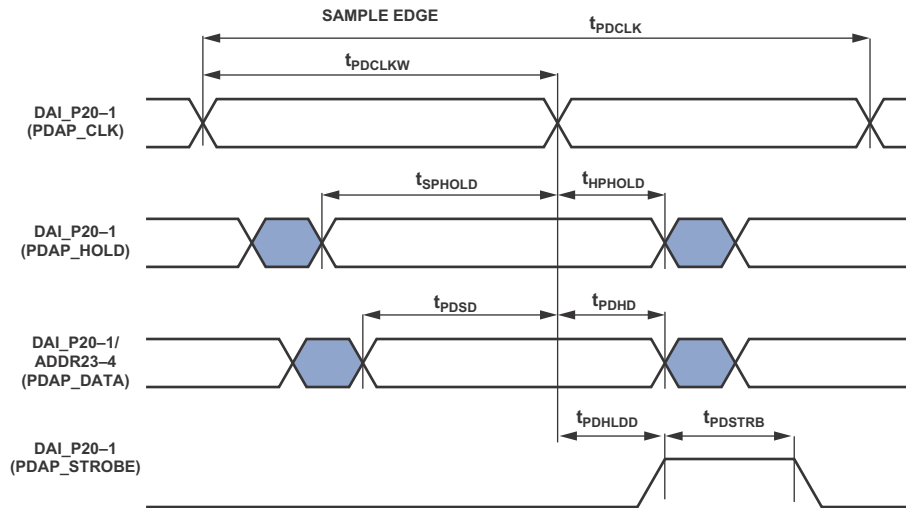 SAMPLE EDGE
tPDCLK
tPDCLKW
DAI_P20–1
(PDAP_CLK)
tSPHOLD
tHPHOLD
DAI_P20–1
(PDAP_HOLD)
tPDSD
tPDHD
DAI_P20–1/
ADDR23–4
(PDAP_DATA)
tPDHLDD
tPDSTRB
DAI_P20–1
(PDAP_STROBE)